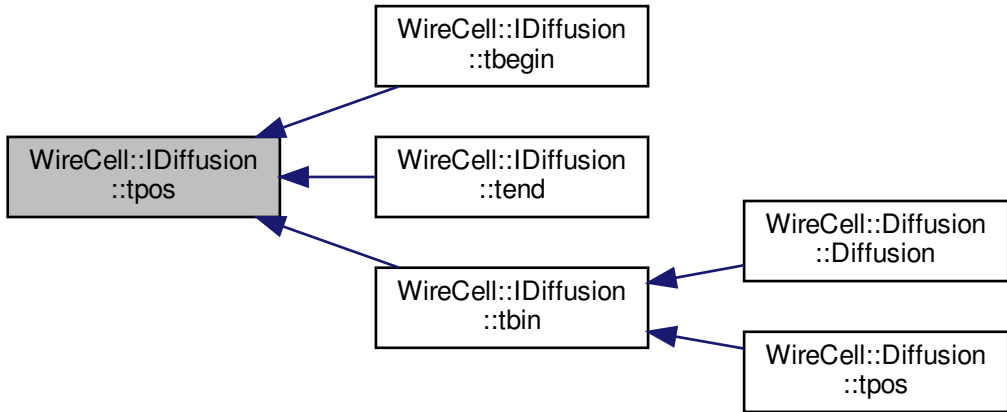 WireCell::IDiffusion
::tbegin
WireCell::IDiffusion
::tpos
WireCell::IDiffusion
::tend
WireCell::IDiffusion
::tbin
WireCell::Diffusion
::Diffusion
WireCell::Diffusion
::tpos